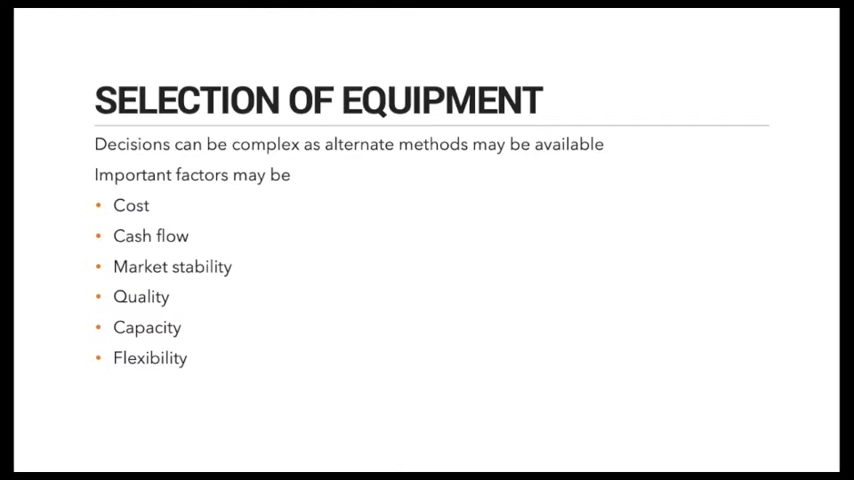 SELECTION OF EQUIPMENT
Decisions can be complex as alternate methods may be available
Important factors may be
• Cost
• Cash flow
• Market stability
• Quality
• Capacity
• Flexibility